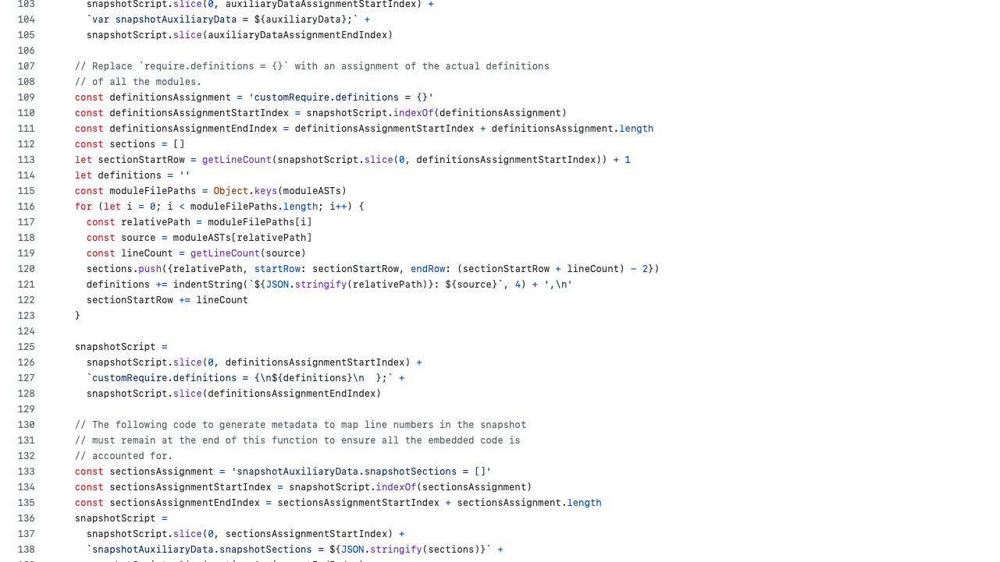 103 snapshotScript.slice(0, auxiliaryDataAssignmentStartIndex) +
104 `var snapshotAuxiliaryData = ${auxiliaryData};` +
105 snapshotScript.slice(auxiliaryDataAssignmentEndIndex)
106
107 // Replace `require.definitions = {}` with an assignment of the actual definitions
108 // of all the modules.
109 const definitionsAssignment = 'customRequire.definitions = {}'
110 const definitionsAssignmentStartIndex = snapshotScript.indexOf(definitionsAssignment)
111 const definitionsAssignmentEndIndex = definitionsAssignmentStartIndex + definitionsAssignment.length
112 const sections = []
113 let sectionStartRow = getLineCount(snapshotScript.slice(0, definitionsAssignmentStartIndex)) + 1
114 let definitions = ''
115 const moduleFilePaths = Object.keys(moduleASTs)
116 for (let i = 0; i < moduleFilePaths.length; i++) {
117 const relativePath = moduleFilePaths[i]
118 const source = moduleASTs[relativePath]
119 const lineCount = getLineCount(source)
120 sections.push({relativePath, startRow: sectionStartRow, endRow: (sectionStartRow + lineCount) - 2})
121 definitions += indentString(`${JSON.stringify(relativePath)}: ${source}`, 4) + ',\n'
122 sectionStartRow += lineCount
123 }
124
125 snapshotScript =
126 snapshotScript.slice(0, definitionsAssignmentStartIndex) +
127 `customRequire.definitions = {\n${definitions}\n  };` +
128 snapshotScript.slice(definitionsAssignmentEndIndex)
129
130 // The following code to generate metadata to map line numbers in the snapshot
131 // must remain at the end of this function to ensure all the embedded code is
132 // accounted for.
133 const sectionsAssignment = 'snapshotAuxiliaryData.snapshotSections = []'
134 const sectionsAssignmentStartIndex = snapshotScript.indexOf(sectionsAssignment)
135 const sectionsAssignmentEndIndex = sectionsAssignmentStartIndex + sectionsAssignment.length
136 snapshotScript =
137 snapshotScript.slice(0, sectionsAssignmentStartIndex) +
138 `snapshotAuxiliaryData.snapshotSections = ${JSON.stringify(sections)}` +